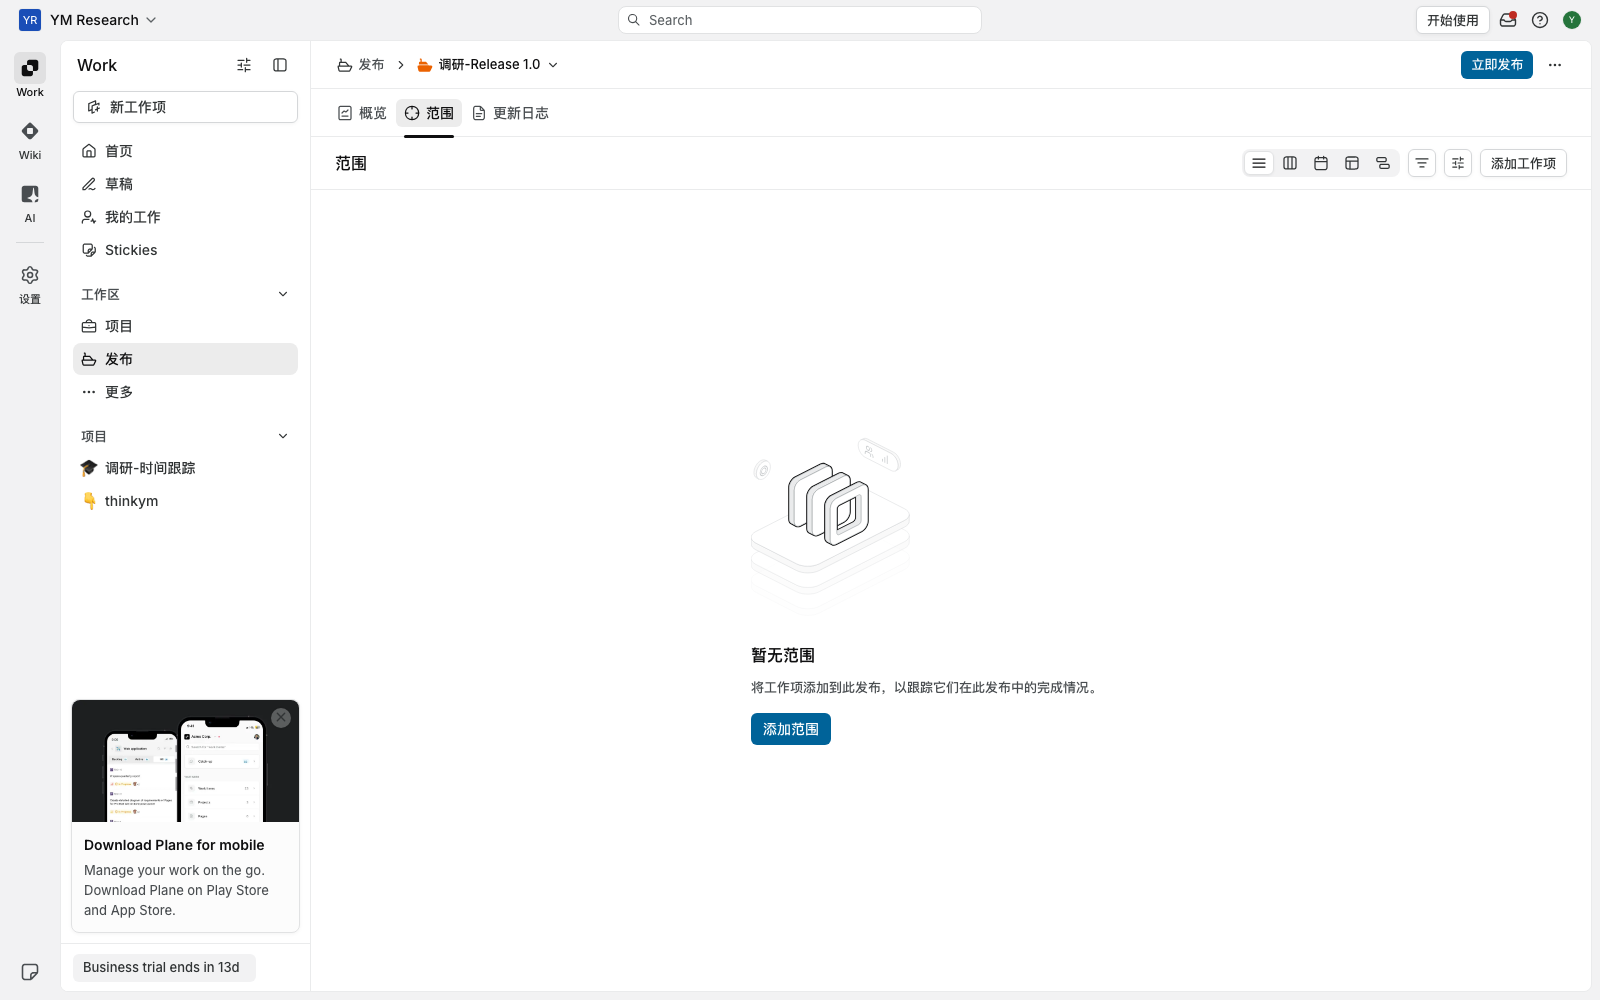 YR YM Research
Search
开始使用
Y
Work
Wiki
AI
设置
Work
新工作项
首页
草稿
我的工作
Stickies
工作区
项目
发布
更多
项目
调研-时间跟踪
thinkym
Download Plane for mobile
Manage your work on the go.
Download Plane on Play Store
and App Store.
Business trial ends in 13d
发布 调研-Release 1.0
立即发布
概览 范围 更新日志
范围
添加工作项
暂无范围
将工作项添加到此发布，以跟踪它们在此发布中的完成情况。
添加范围